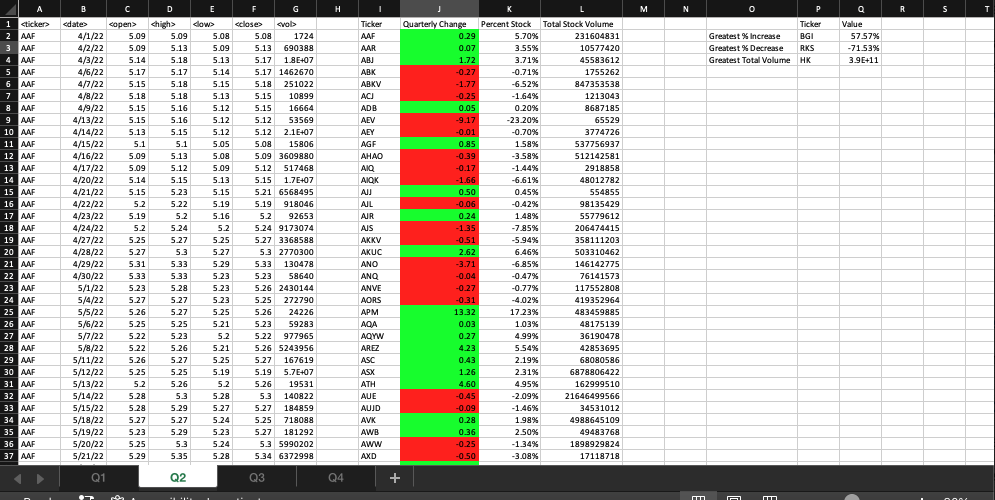 A B C D E F G H I J K L M N O P Q R S T
1 <ticker> <date> <open> <high> <low> <close> <vol> Ticker Quarterly Change Percent Stock Total Stock Volume Ticker Value
2 AAF 4/1/22 5.09 5.09 5.08 5.08 1724 AAF 0.29 5.70% 231604831 Greatest % Increase BGI 57.57%
3 AAF 4/2/22 5.09 5.13 5.09 5.13 690388 AAR 0.07 3.66% 10577420 Greatest % Decrease RKS -71.53%
4 AAF 4/3/22 5.14 5.18 5.13 5.17 1.8E+07 ABJ 1.72 3.71% 45583612 Greatest Total Volume HK 3.9E+11
5 AAF 4/6/22 5.17 5.17 5.14 5.17 1462670 ABK -0.27 -0.71% 1755262
6 AAF 4/7/22 5.18 5.18 5.15 5.18 251022 ABKV -1.77 -6.52% 847353538
7 AAF 4/8/22 5.18 5.18 5.13 5.15 10899 ACJ -0.25 -1.64% 1213043
8 AAF 4/9/22 5.15 5.16 5.12 5.15 16664 ADB 0.05 0.20% 8687185
9 AAF 4/13/22 5.15 5.16 5.12 5.12 53569 AEV -9.17 -23.20% 65529
10 AAF 4/14/22 5.13 5.15 5.12 5.12 2.1E+07 AEY -0.01 -0.70% 3774726
11 AAF 4/15/22 5.1 5.1 5.05 5.08 15806 AGF 0.85 1.58% 537756937
12 AAF 4/16/22 5.09 5.13 5.08 5.09 3609880 AHAO -0.39 -3.58% 512142581
13 AAF 4/17/22 5.09 5.12 5.09 5.12 517468 AIQ -0.17 -1.44% 2918858
14 AAF 4/20/22 5.14 5.15 5.13 5.15 1.7E+07 AIQK -1.66 -6.61% 48012782
15 AAF 4/21/22 5.15 5.23 5.15 5.21 6568495 AJJ 0.50 0.45% 554855
16 AAF 4/22/22 5.2 5.22 5.19 5.19 918046 AJL -0.06 -0.42% 98135429
17 AAF 4/23/22 5.19 5.2 5.16 5.2 92653 AJR 0.24 1.48% 55779612
18 AAF 4/24/22 5.2 5.24 5.2 5.24 9173074 AJS -1.35 -7.85% 206474415
19 AAF 4/27/22 5.25 5.27 5.25 5.27 3368588 AKKV -0.51 -5.94% 358111203
20 AAF 4/28/22 5.27 5.3 5.27 5.3 2770300 AKUC 2.62 6.46% 503310462
21 AAF 4/29/22 5.31 5.33 5.29 5.33 130478 ANO -3.71 -6.85% 146142775
22 AAF 4/30/22 5.33 5.33 5.23 5.23 58640 ANQ -0.04 -0.47% 76141573
23 AAF 5/1/22 5.23 5.28 5.23 5.26 2430144 ANVE -0.27 -0.77% 117552808
24 AAF 5/4/22 5.27 5.27 5.23 5.25 272790 AORS -0.31 -4.02% 419352964
25 AAF 5/5/22 5.26 5.27 5.25 5.26 24226 APM 13.32 17.23% 483459885
26 AAF 5/6/22 5.25 5.25 5.21 5.23 59283 AQA 0.03 1.03% 48175139
27 AAF 5/7/22 5.22 5.23 5.2 5.22 977965 AQYW 0.27 4.99% 36190478
28 AAF 5/8/22 5.22 5.26 5.21 5.26 5243956 AREZ 4.23 5.54% 42853695
29 AAF 5/11/22 5.26 5.27 5.25 5.27 167619 ASC 0.43 2.19% 68080586
30 AAF 5/12/22 5.25 5.25 5.19 5.19 5.7E+07 ASX 1.26 2.31% 6878806422
31 AAF 5/13/22 5.2 5.26 5.2 5.26 19531 ATH 4.60 4.95% 162999510
32 AAF 5/14/22 5.28 5.3 5.28 5.3 140822 AUE -0.45 -2.09% 21646499566
33 AAF 5/15/22 5.28 5.29 5.27 5.27 184859 AUJD -0.09 -1.46% 34531012
34 AAF 5/18/22 5.27 5.27 5.24 5.25 718088 AVK 0.28 1.98% 4988645109
35 AAF 5/19/22 5.23 5.29 5.23 5.27 181292 AWB 0.36 2.50% 49483768
36 AAF 5/20/22 5.25 5.3 5.24 5.3 5990202 AWW -0.25 -1.34% 1898929824
37 AAF 5/21/22 5.29 5.35 5.28 5.34 6372998 AXD -0.50 -3.08% 17118718
Q1 Q2 Q3 Q4 +